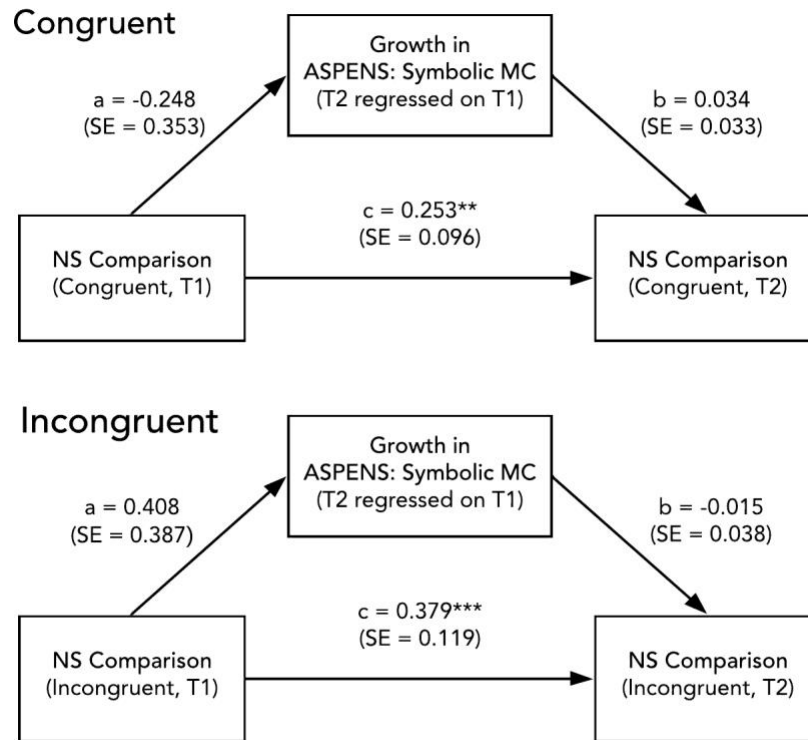 Congruent
Growth in
ASPENS: Symbolic MC
(T2 regressed on T1)
a = -0.248
(SE = 0.353)
b = 0.034
(SE = 0.033)
c = 0.253**
(SE = 0.096)
NS Comparison
(Congruent, T1)
NS Comparison
(Congruent, T2)
Incongruent
Growth in
ASPENS: Symbolic MC
(T2 regressed on T1)
a = 0.408
(SE = 0.387)
b = -0.015
(SE = 0.038)
c = 0.379***
(SE = 0.119)
NS Comparison
(Incongruent, T1)
NS Comparison
(Incongruent, T2)